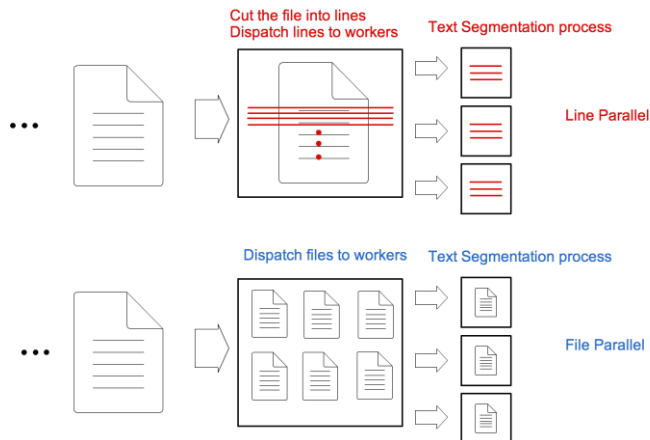 Cut the file into lines
Dispatch lines to workers
Text Segmentation process
Line Parallel
Dispatch files to workers
Text Segmentation process
File Parallel